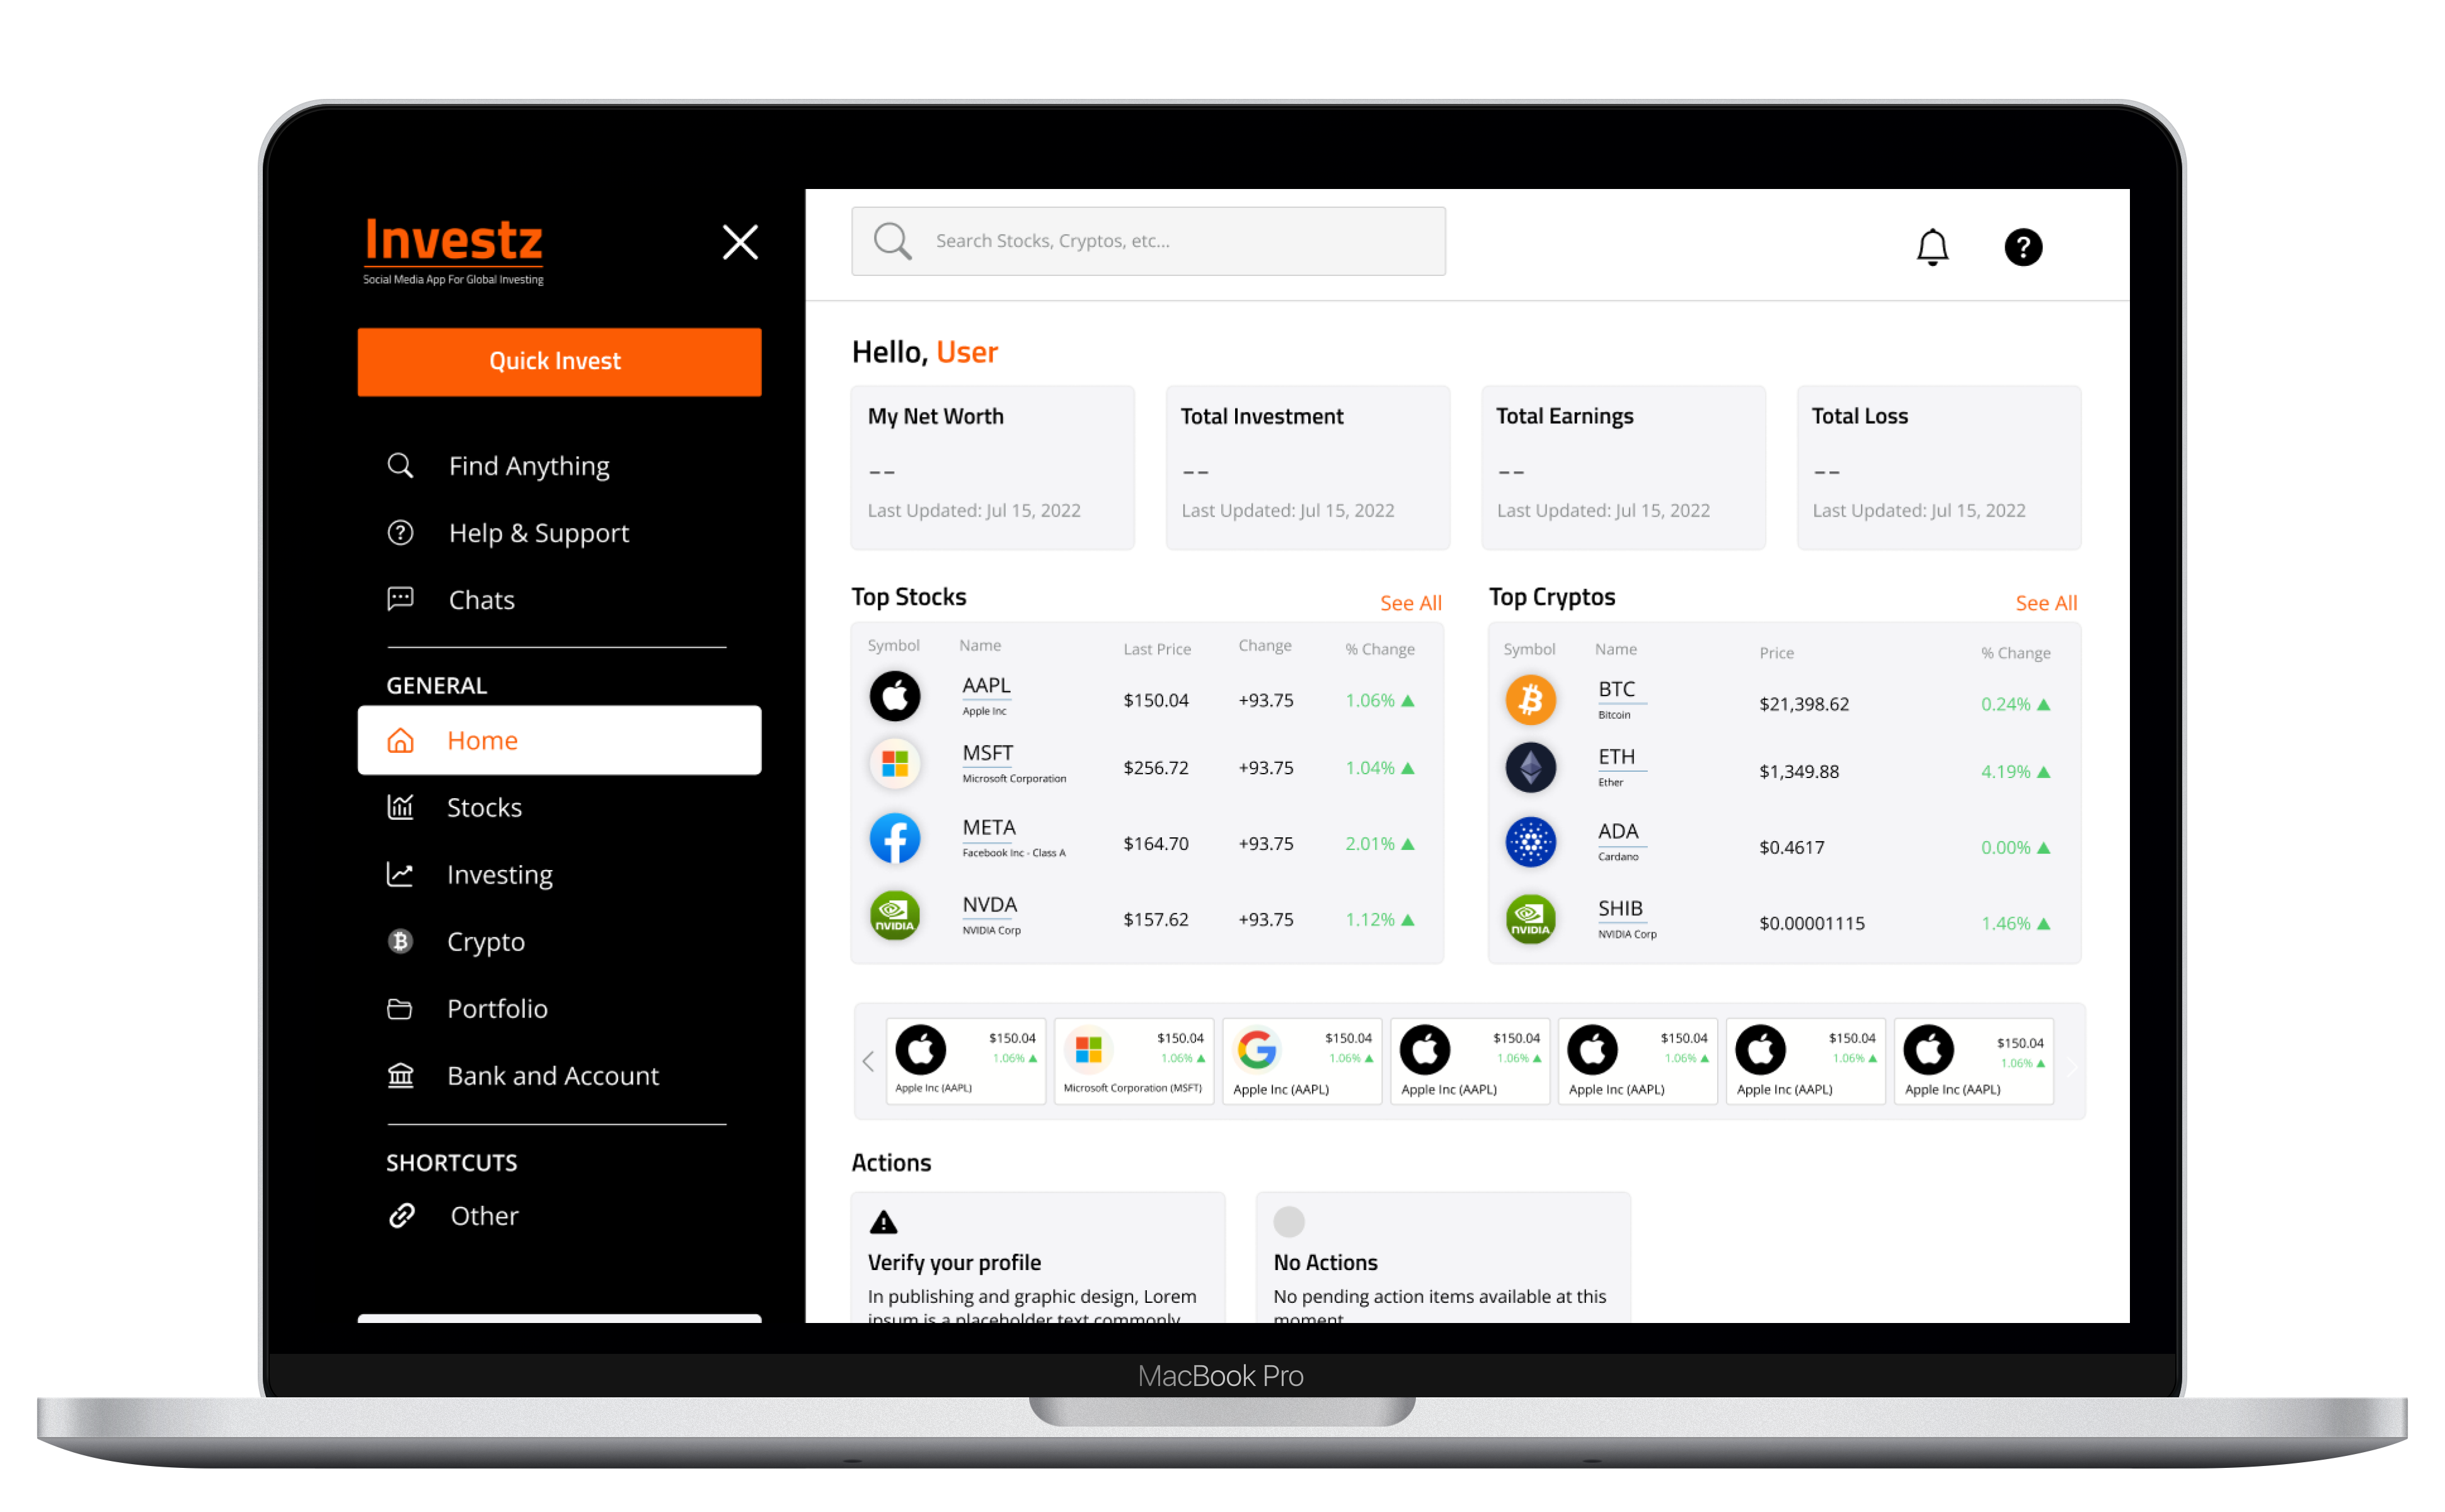 Investz
Social Media App For Global Investing
Quick Invest
Find Anything
Help & Support
Chats
GENERAL
Home
Stocks
Investing
Crypto
Portfolio
Bank and Account
SHORTCUTS
Other
Search Stocks, Cryptos, etc...
?
Hello, User
My Net Worth
--
Last Updated: Jul 15, 2022
Total Investment
--
Last Updated: Jul 15, 2022
Total Earnings
--
Last Updated: Jul 15, 2022
Total Loss
--
Last Updated: Jul 15, 2022
Top Stocks See All
Symbol Name Last Price Change % Change
AAPL
Apple Inc
$150.04 +93.75 1.06% ▲
MSFT
Microsoft Corporation
$256.72 +93.75 1.04% ▲
META
Facebook Inc - Class A
$164.70 +93.75 2.01% ▲
NVIDIA
NVDA
NVIDIA Corp
$157.62 +93.75 1.12% ▲
Top Cryptos See All
Symbol Name Price % Change
BTC
Bitcoin
$21,398.62 0.24% ▲
ETH
Ether
$1,349.88 4.19% ▲
ADA
Cardano
$0.4617 0.00% ▲
NVIDIA
SHIB
NVIDIA Corp
$0.00001115 1.46% ▲
$150.04
1.06% ▲
Apple Inc (AAPL)
$150.04
1.06% ▲
Microsoft Corporation (MSFT)
$150.04
1.06% ▲
Apple Inc (AAPL)
$150.04
1.06% ▲
Apple Inc (AAPL)
$150.04
1.06% ▲
Apple Inc (AAPL)
$150.04
1.06% ▲
Apple Inc (AAPL)
$150.04
1.06% ▲
Apple Inc (AAPL)
Actions
Verify your profile
In publishing and graphic design, Lorem
ipsum is a placeholder text commonly
No Actions
No pending action items available at this
moment
MacBook Pro